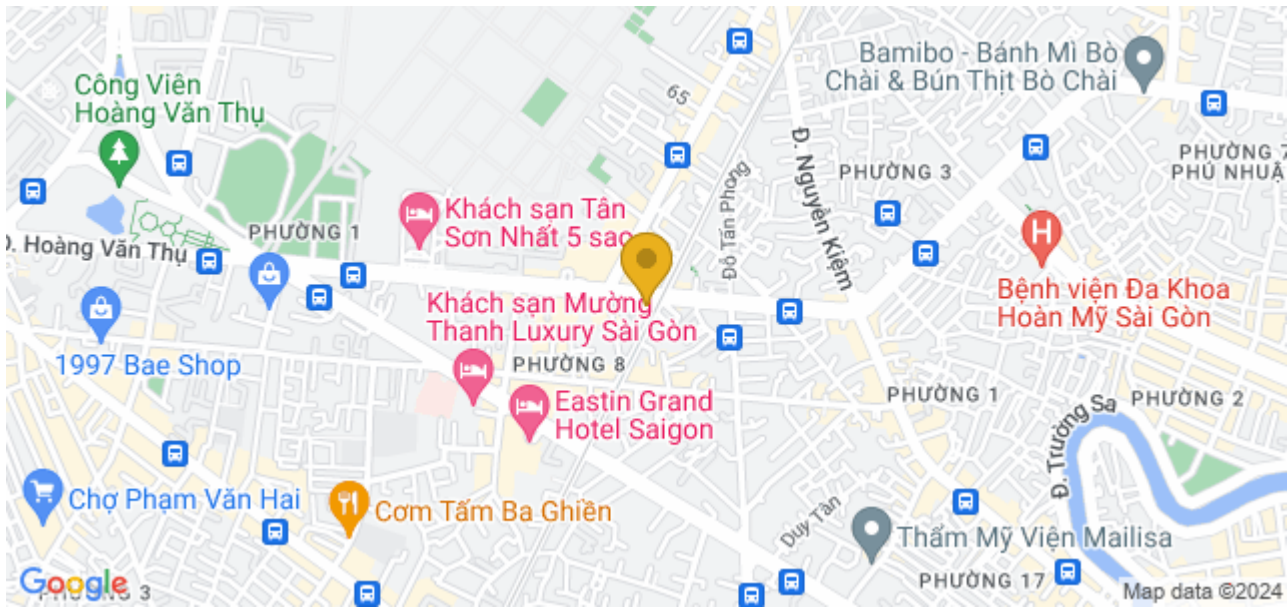 Bamibo - Bánh Mì Bò
Chài & Bún Thịt Bò Chài
Công Viên
Hoàng Văn Thụ
65
Đ. Nguyễn Kiệm
PHƯỜNG 3
PHƯỜNG 7
PHÚ NHUẬ
Đỗ Tấn Phong
Khách sạn Tân
Sơn Nhất 5 sao
PHƯỜNG 1
Đ. Hoàng Văn Thụ
Bệnh viện Đa Khoa
Hoàn Mỹ Sài Gòn
Khách sạn Mường
Thanh Luxury Sài Gòn
1997 Bae Shop
PHƯỜNG 8
PHƯỜNG 1
PHƯỜNG 2
Eastin Grand
Hotel Saigon
Đ. Trường Sa
Chợ Phạm Văn Hai
Cơm Tấm Ba Ghiền
Duy Tân
Thẩm Mỹ Viện Mailisa
PHƯỜNG 17
Google
PHƯỜNG 3
Map data ©2024